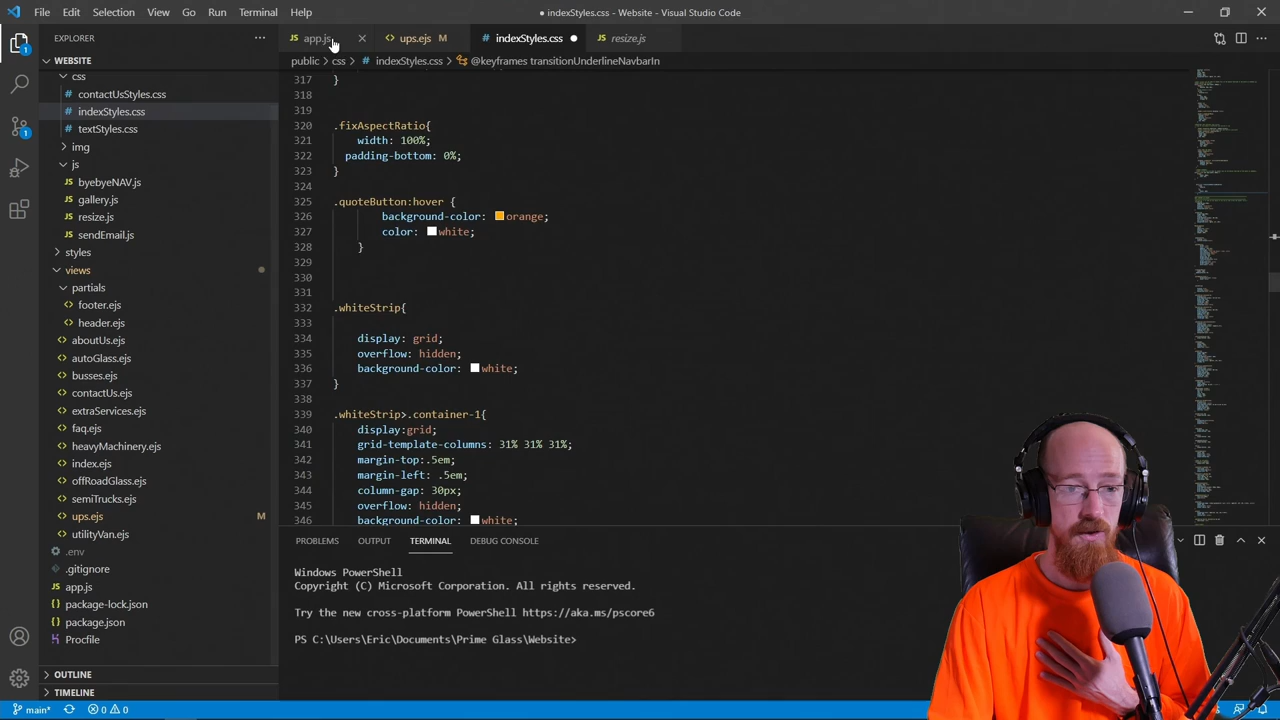 File Edit Selection View Go Run Terminal Help
● indexStyles.css - Website - Visual Studio Code
EXPLORER
WEBSITE
css
contactUsStyles.css
indexStyles.css
textStyles.css
img
js
JS byebyeNAV.js
JS gallery.js
JS resize.js
JS sendEmail.js
styles
views
partials
<> footer.ejs
<> header.ejs
<> aboutUs.ejs
<> autoGlass.ejs
<> busses.ejs
<> contactUs.ejs
<> extraServices.ejs
<> faq.ejs
<> heavyMachinery.ejs
<> index.ejs
<> offRoadGlass.ejs
<> semiTrucks.ejs
<> ups.ejs M
<> utilityVan.ejs
.env
.gitignore
JS app.js
{} package-lock.json
{} package.json
Procfile
OUTLINE
TIMELINE
JS app.js <> ups.ejs M # indexStyles.css ● JS resize.js
public > css > # indexStyles.css > @keyframes transitionUnderlineNavbarIn
317 }
318
319
320 .fixAspectRatio{
321 width: 100%;
322 padding-bottom: 0%;
323 }
324
325 .quoteButton:hover {
326 background-color: orange;
327 color: white;
328 }
329
330
331
332 .whiteStrip{
333
334 display: grid;
335 overflow: hidden;
336 background-color: white;
337 }
338
339 .whiteStrip>.container-1{
340 display:grid;
341 grid-template-columns: 31% 31% 31%;
342 margin-top:.5em;
343 margin-left: .5em;
344 column-gap: 30px;
345 overflow: hidden;
346 background-color: white;
PROBLEMS OUTPUT TERMINAL DEBUG CONSOLE
Windows PowerShell
Copyright (C) Microsoft Corporation. All rights reserved.
Try the new cross-platform PowerShell https://aka.ms/pscore6
PS C:\Users\Eric\Documents\Prime Glass\Website>
main* 0 0